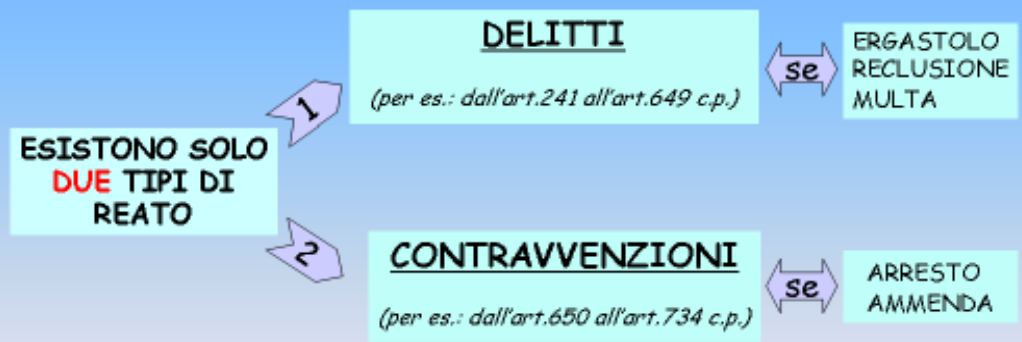 ESISTONO SOLO
DUE TIPI DI
REATO
1
DELITTI
(per es.: dall'art.241 all'art.649 c.p.)
se
ERGASTOLO
RECLUSIONE
MULTA
2
CONTRAVVENZIONI
(per es.: dall'art.650 all'art.734 c.p.)
se
ARRESTO
AMMENDA